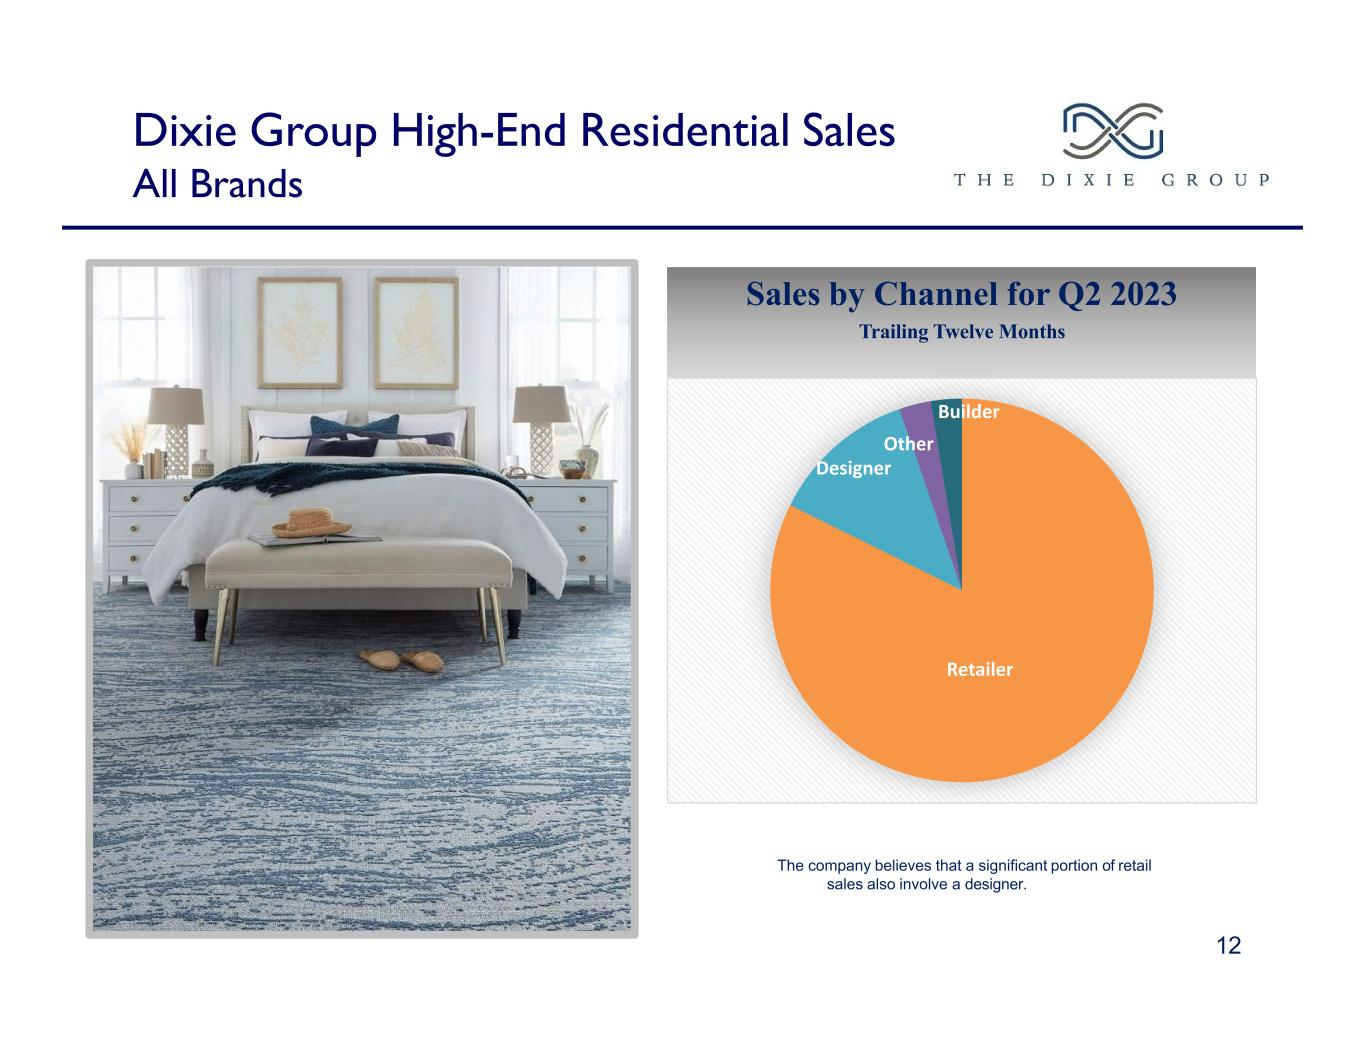 Dixie Group High-End Residential Sales
All Brands
THE DIXIE GROUP
Sales by Channel for Q2 2023
Trailing Twelve Months
Builder
Other
Designer
Retailer
The company believes that a significant portion of retail
sales also involve a designer.
12